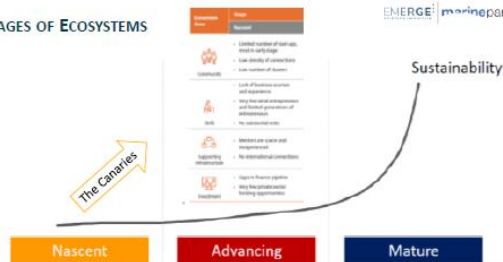 AGES OF ECOSYSTEMS
EMERGE marinepar
Sustainability
Stage
Nascent
Limited number of start-ups,
most in early stage
Low density of connections
Low number of clusters
Community
Lack of business acumen
and experience
Very few serial entrepreneurs
and limited generations of
entrepreneurs
Skills
Mentors are scarce and
inexperienced
No international connections
Supporting
Infrastructure
Gaps in finance pipeline
Very few private sector
funding opportunities
Investment
The Canaries
Nascent
Advancing
Mature